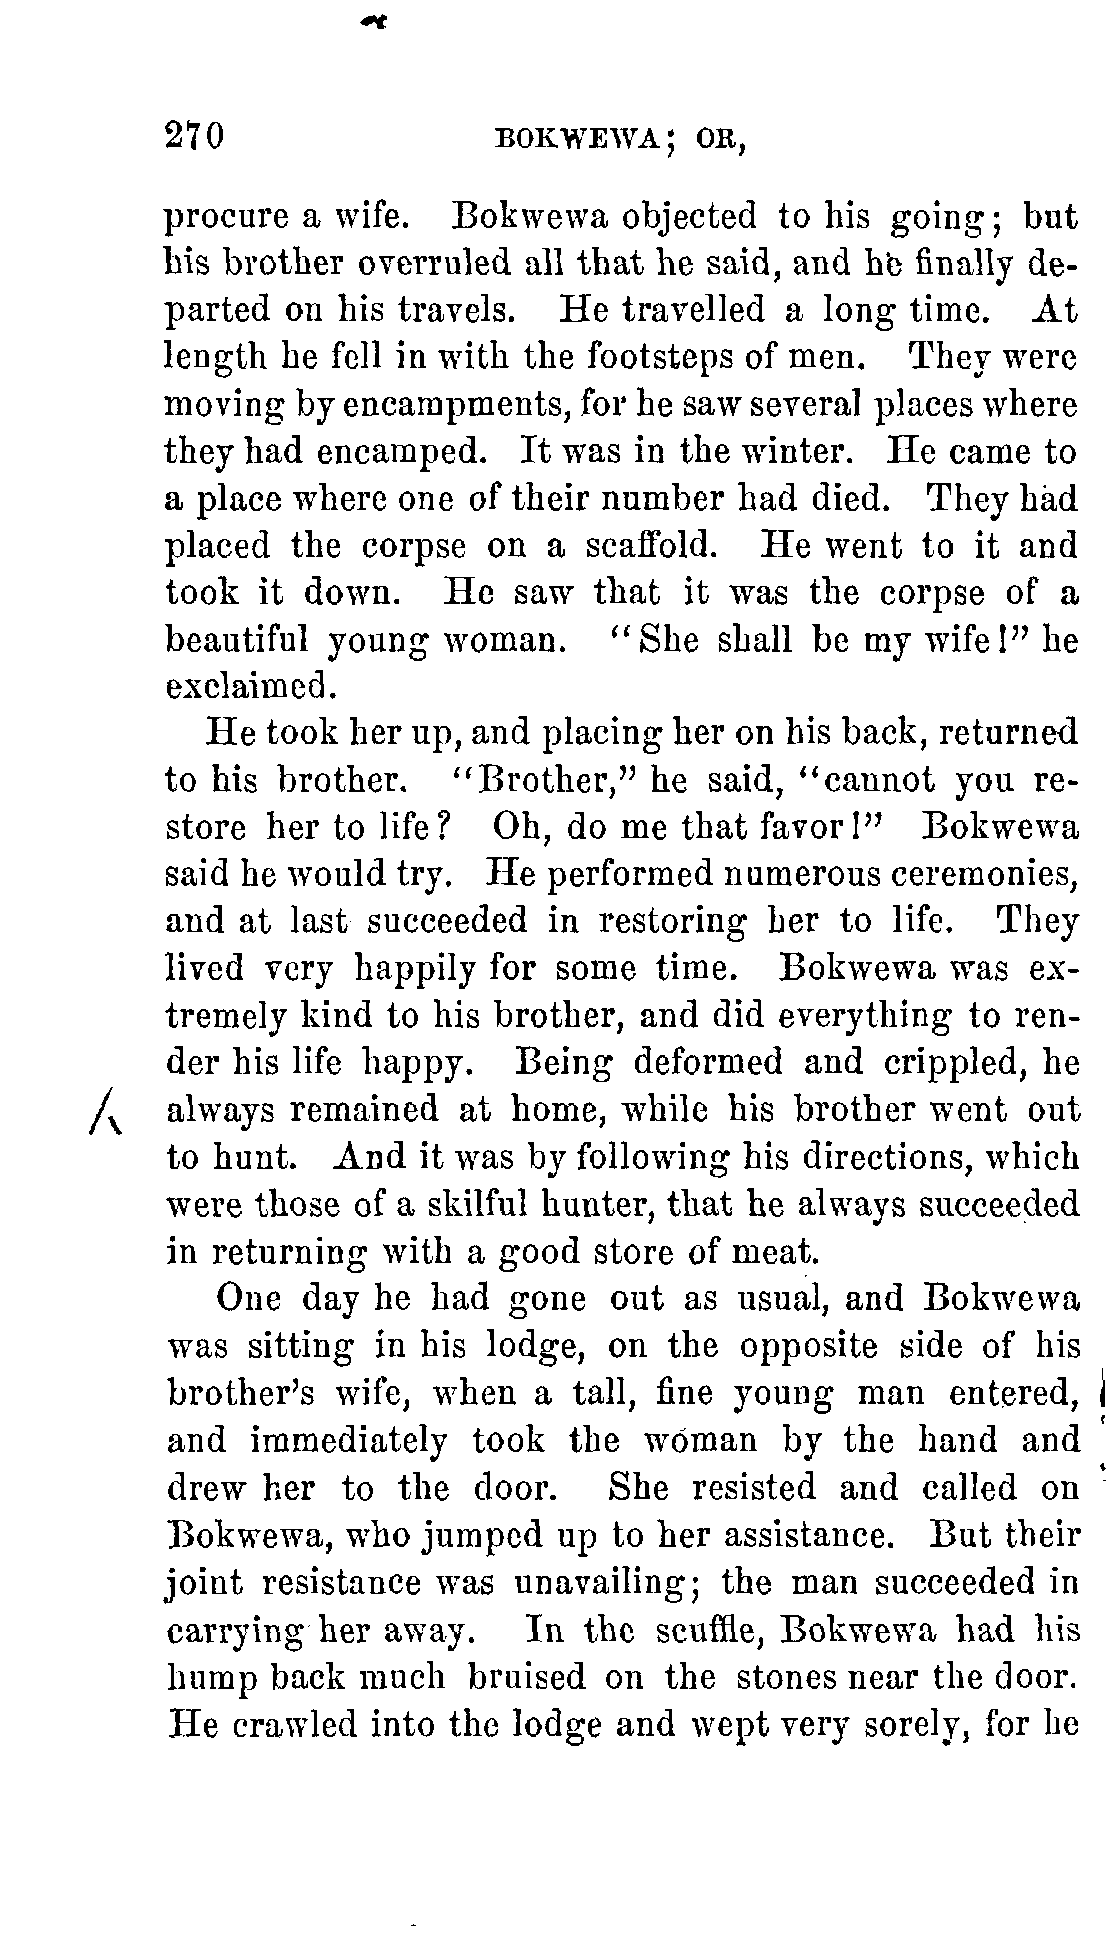 270 BOKWEWA; OR,
procure a wife. Bokwewa objected to his going; but
his brother overruled all that he said, and he finally de-
parted on his travels. He travelled a long time. At
length he fell in with the footsteps of men. They were
moving by encampments, for he saw several places where
they had encamped. It was in the winter. He came to
a place where one of their number had died. They had
placed the corpse on a scaffold. He went to it and
took it down. He saw that it was the corpse of a
beautiful young woman. "She shall be my wife!" he
exclaimed.
He took her up, and placing her on his back, returned
to his brother. "Brother," he said, "cannot you re-
store her to life? Oh, do me that favor!" Bokwewa
said he would try. He performed numerous ceremonies,
and at last succeeded in restoring her to life. They
lived very happily for some time. Bokwewa was ex-
tremely kind to his brother, and did everything to ren-
der his life happy. Being deformed and crippled, he
always remained at home, while his brother went out
to hunt. And it was by following his directions, which
were those of a skilful hunter, that he always succeeded
in returning with a good store of meat.
One day he had gone out as usual, and Bokwewa
was sitting in his lodge, on the opposite side of his
brother's wife, when a tall, fine young man entered,
and immediately took the woman by the hand and
drew her to the door. She resisted and called on
Bokwewa, who jumped up to her assistance. But their
joint resistance was unavailing; the man succeeded in
carrying her away. In the scuffle, Bokwewa had his
hump back much bruised on the stones near the door.
He crawled into the lodge and wept very sorely, for he